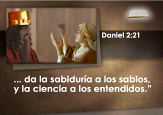 Daniel 2:21
... da la sabiduría a los sabios,
y la ciencia a los entendidos."